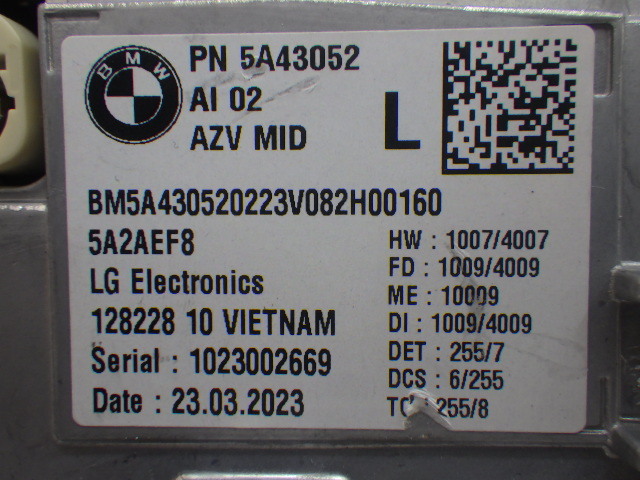 BMW
PN 5A43052
AI 02
AZV MID
L
BM5A430520223V082H00160
5A2AEF8
LG Electronics
128228 10 VIETNAM
Serial : 1023002669
Date : 23.03.2023
HW : 1007/4007
FD : 1009/4009
ME : 10009
DI : 1009/4009
DET : 255/7
DCS : 6/255
: 255/8